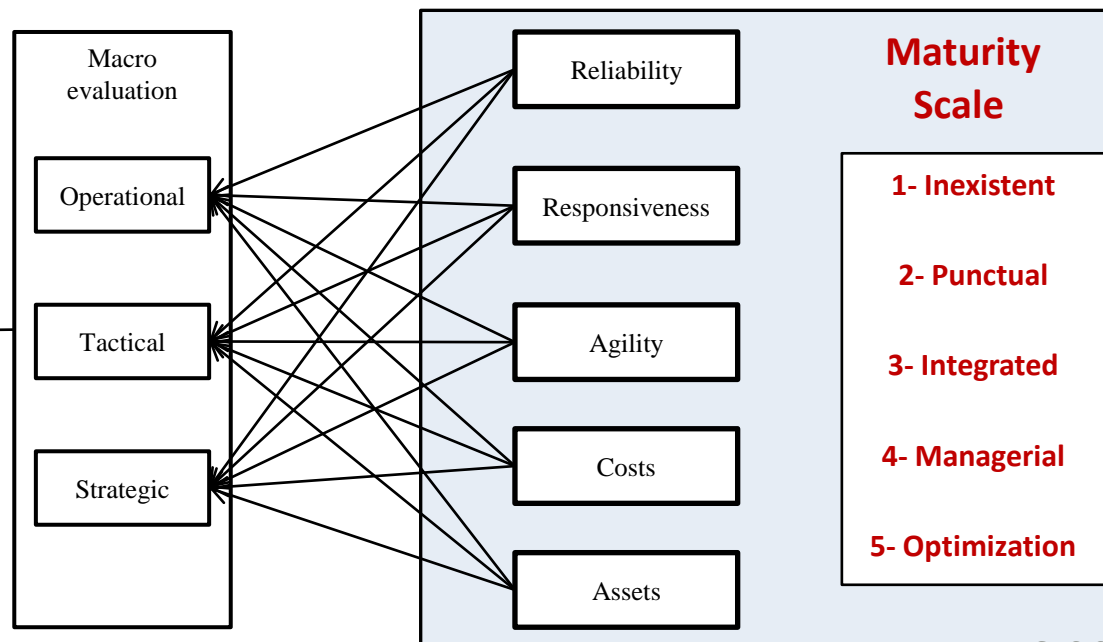 Macro
evaluation
Operational
Tactical
Strategic
Reliability
Responsiveness
Agility
Costs
Assets
Maturity
Scale
1- Inexistent
2- Punctual
3- Integrated
4- Managerial
5- Optimization